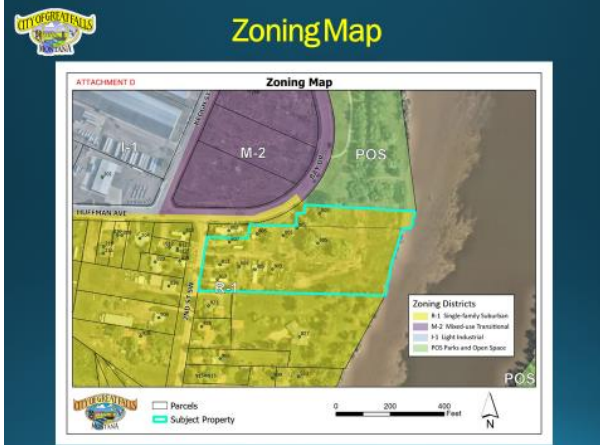 CITY OF GREAT FALLS
MONTANA
Zoning Map
ATTACHMENT D
Zoning Map
I-1
M-2
POS
HUFFMAN AVE
R-1
2ND ST SW
Zoning Districts
R-1 Single-family Suburban
M-2 Mixed-use Transitional
I-1 Light Industrial
POS Parks and Open Space
POS
CITY OF GREAT FALLS
MONTANA
Parcels
Subject Property
0 200 400
Feet
N